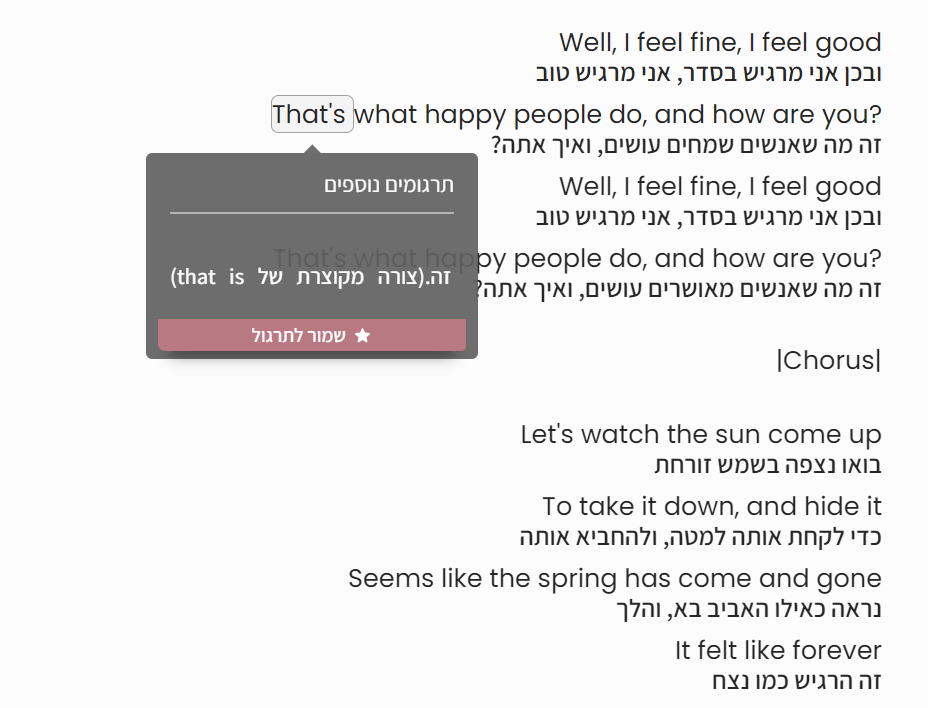 Well, I feel fine, I feel good
ובכן אני מרגיש בסדר, אני מרגיש טוב
That's what happy people do, and how are you?
זה מה שאנשים שמחים עושים, ואיך אתה?
Well, I feel fine, I feel good
ובכן אני מרגיש בסדר, אני מרגיש טוב
That's what happy people do, and how are you?
זה מה שאנשים מאושרים עושים, ואיך אתה?
תרגומים נוספים
זה.(צורה מקוצרת של that is)
שמור לתרגול
|Chorus|
Let's watch the sun come up
בואו נצפה בשמש זורחת
To take it down, and hide it
כדי לקחת אותה למטה, ולהחביא אותה
Seems like the spring has come and gone
נראה כאילו האביב בא, והלך
It felt like forever
זה הרגיש כמו נצח